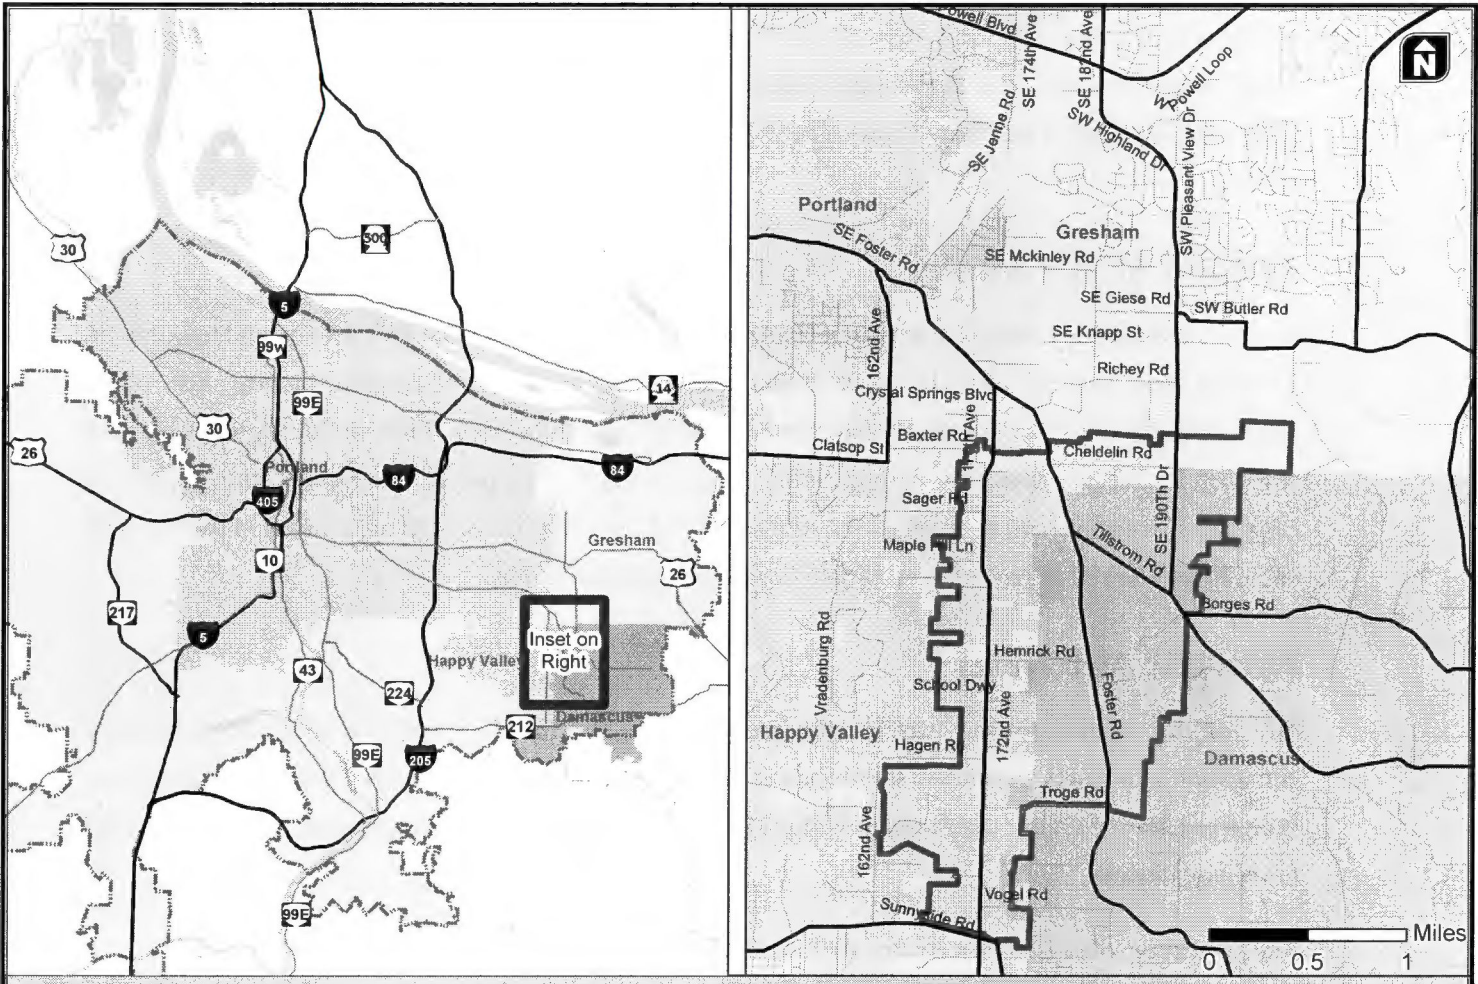 30
500
5
99W
14
99E
30
26
Portland
84
84
405
Gresham
10
26
217
5
Inset on
Right
Happy Valley
43
224
Damascus
212
99E
205
99E
N
Powell Blvd
SE 174th Ave
SE 182nd Ave
W Powell Loop
SE Jenne Rd
SW Highland Dr
SW Pleasant View Dr
Portland
SE Foster Rd
Gresham
SE Mckinley Rd
SE Giese Rd
SW Butler Rd
162nd Ave
SE Knapp St
Richey Rd
Crystal Springs Blvd
Baxter Rd
Clatsop St
Cheldelin Rd
Sager Rd
SE 190Th Dr
Maple Hill Ln
Tillstrom Rd
Borges Rd
Vradenburg Rd
Hemrick Rd
School Dwy
Foster Rd
172nd Ave
Happy Valley
Hagen Rd
Damascus
Troge Rd
162nd Ave
Vogel Rd
Sunnyside Rd
Miles
0 0.5 1